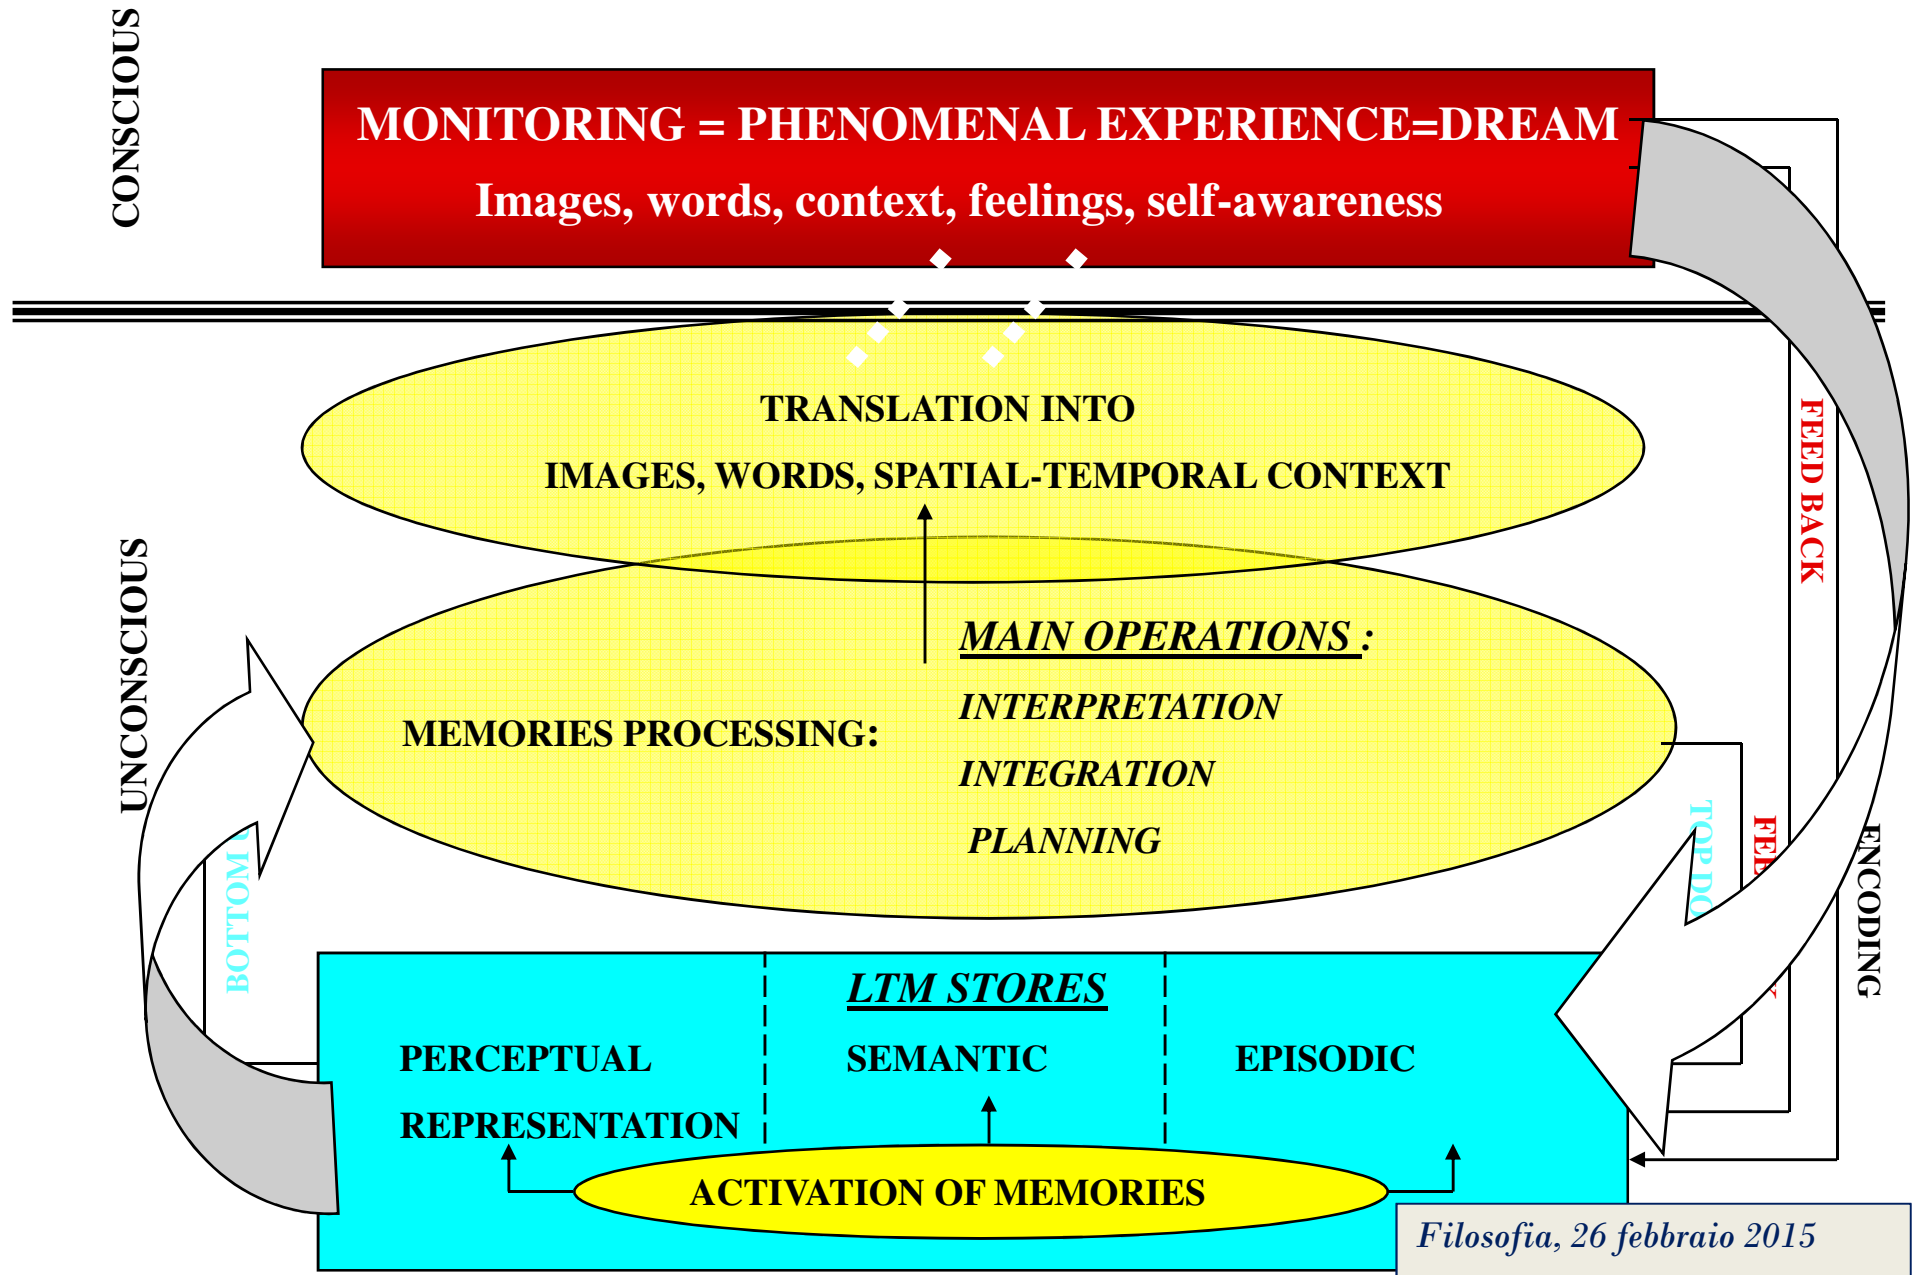 CONSCIOUS
MONITORING = PHENOMENAL EXPERIENCE=DREAM
Images, words, context, feelings, self-awareness
TRANSLATION INTO
IMAGES, WORDS, SPATIAL-TEMPORAL CONTEXT
FEED BACK
UNCONSCIOUS
MAIN OPERATIONS :
INTERPRETATION
MEMORIES PROCESSING:
INTEGRATION
PLANNING
BOTTOM
TOP
ENCODING
LTM STORES
PERCEPTUAL
SEMANTIC
EPISODIC
REPRESENTATION
ACTIVATION OF MEMORIES
Filosofia, 26 febbraio 2015